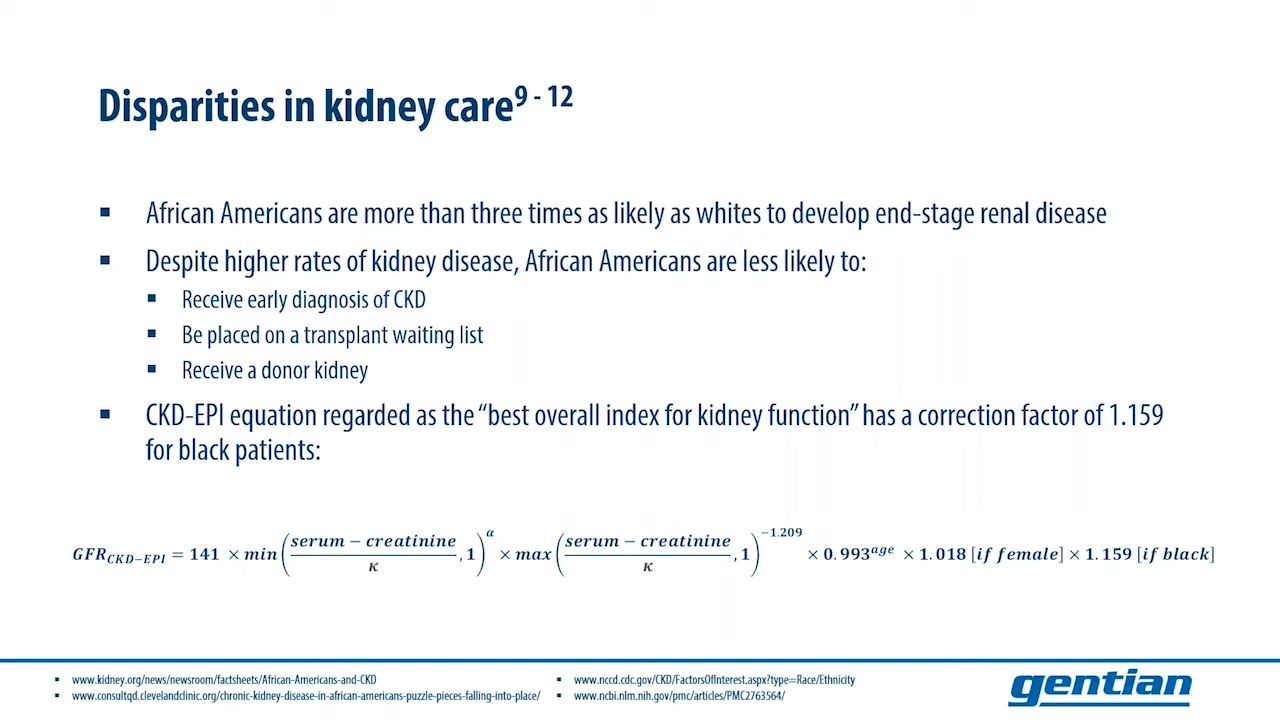 Disparities in kidney care9 - 12
▪ African Americans are more than three times as likely as whites to develop end-stage renal disease
▪ Despite higher rates of kidney disease, African Americans are less likely to:
▪ Receive early diagnosis of CKD
▪ Be placed on a transplant waiting list
▪ Receive a donor kidney
▪ CKD-EPI equation regarded as the “best overall index for kidney function” has a correction factor of 1.159
for black patients:
GFR_CKD−EPI = 141 × min(serum − creatinine / κ, 1)^α × max(serum − creatinine / κ, 1)^−1.209 × 0.993^age × 1.018 [if female] × 1.159 [if black]
▪ www.kidney.org/news/newsroom/factsheets/African-Americans-and-CKD
▪ www.consultqd.clevelandclinic.org/chronic-kidney-disease-in-african-americans-puzzle-pieces-falling-into-place/
▪ www.nccd.cdc.gov/CKD/FactorsOfInterest.aspx?type=Race/Ethnicity
▪ www.ncbi.nlm.nih.gov/pmc/articles/PMC2763564/
gentian